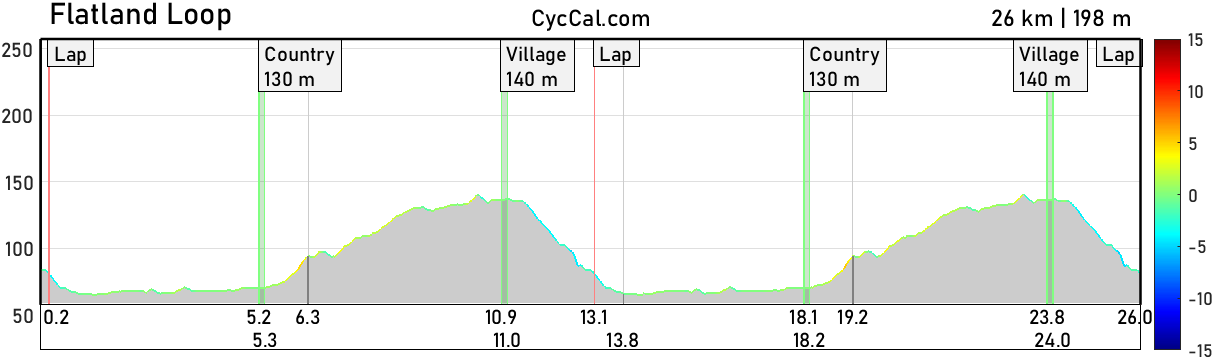 Flatland Loop
CycCal.com
26 km | 198 m
Lap
Country
130 m
Village
140 m
Lap
Country
130 m
Village
140 m
Lap
250
200
150
100
50
0.2 5.2 6.3 10.9 13.1 18.1 19.2 23.8 26.0
5.3 11.0 13.8 18.2 24.0
15
10
5
0
-5
-10
-15